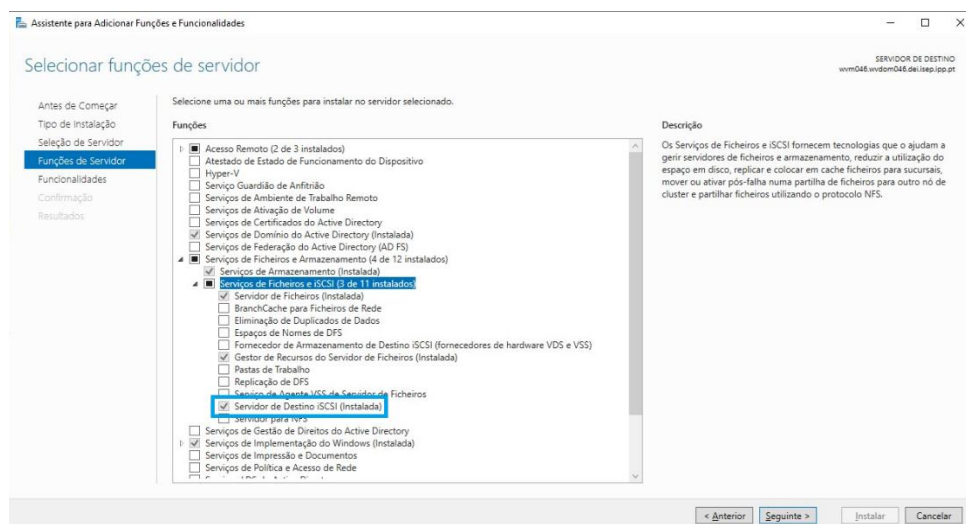 Assistente para Adicionar Funções e Funcionalidades
Selecionar funções de servidor
SERVIDOR DE DESTINO
wvm046.wvdom046.dei.isep.ipp.pt
Antes de Começar
Tipo de Instalação
Seleção de Servidor
Funções de Servidor
Funcionalidades
Confirmação
Resultados
Selecione uma ou mais funções para instalar no servidor selecionado.
Funções
Acesso Remoto (2 de 3 instalados)
Atestado de Estado de Funcionamento do Dispositivo
Hyper-V
Serviço Guardião de Anfitrião
Serviços de Ambiente de Trabalho Remoto
Serviços de Ativação de Volume
Serviços de Certificados do Active Directory
Serviços de Domínio do Active Directory (Instalada)
Serviços de Federação do Active Directory (AD FS)
Serviços de Ficheiros e Armazenamento (4 de 12 instalados)
Serviços de Armazenamento (Instalada)
Serviços de Ficheiros e iSCSI (3 de 11 instalados)
Servidor de Ficheiros (Instalada)
BranchCache para Ficheiros de Rede
Eliminação de Duplicados de Dados
Espaços de Nomes de DFS
Fornecedor de Armazenamento de Destino iSCSI (fornecedores de hardware VDS e VSS)
Gestor de Recursos do Servidor de Ficheiros (Instalada)
Pastas de Trabalho
Replicação de DFS
Serviço de Agente VSS de Servidor de Ficheiros
Servidor de Destino iSCSI (Instalada)
Servidor para NFS
Serviços de Gestão de Direitos do Active Directory
Serviços de Implementação do Windows (Instalada)
Serviços de Impressão e Documentos
Serviços de Política e Acesso de Rede
Descrição
Os Serviços de Ficheiros e iSCSI fornecem tecnologias que o ajudam a
gerir servidores de ficheiros e armazenamento, reduzir a utilização do
espaço em disco, replicar e colocar em cache ficheiros para sucursais,
mover ou ativar pós-falha numa partilha de ficheiros para outro nó de
cluster e partilhar ficheiros utilizando o protocolo NFS.
< Anterior
Seguinte >
Instalar
Cancelar